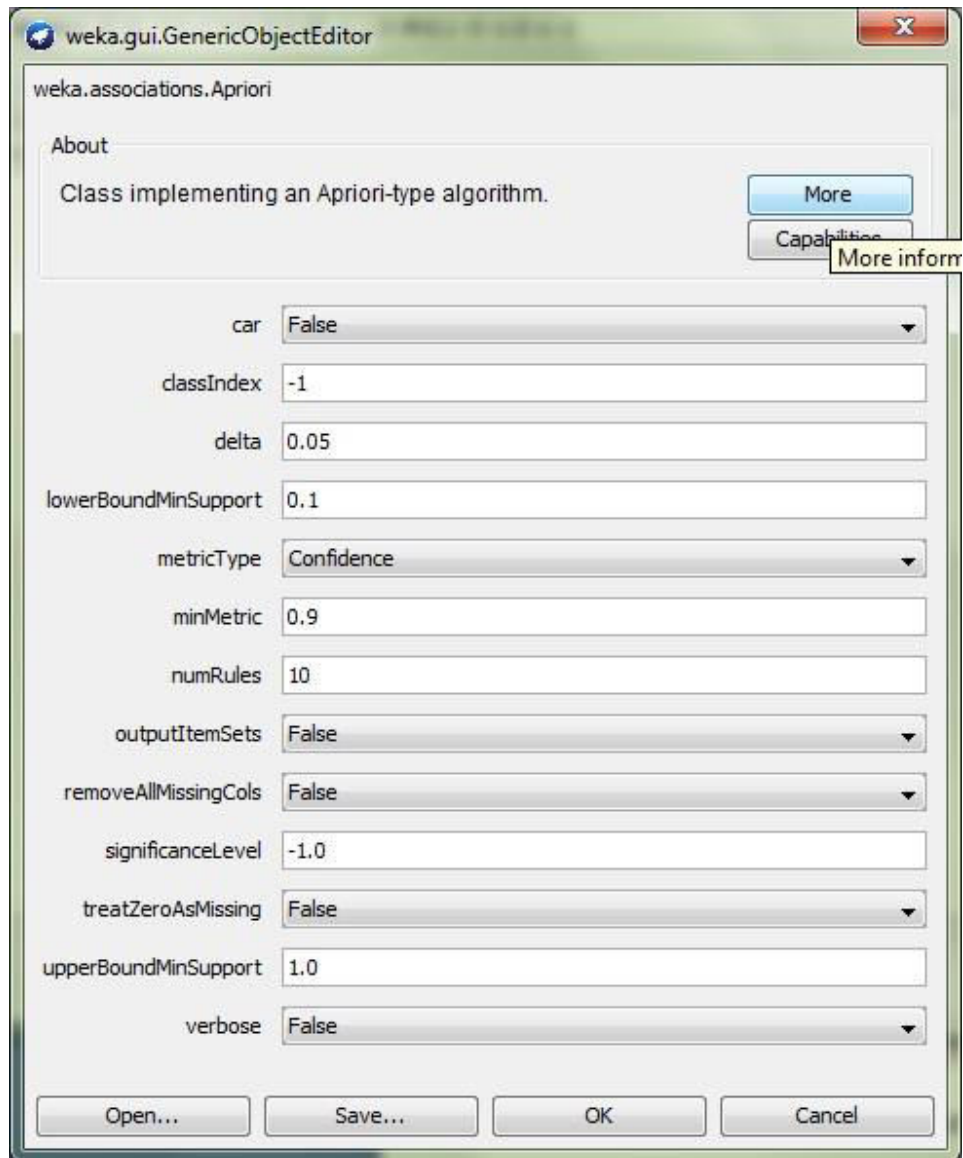 weka.gui.GenericObjectEditor
weka.associations.Apriori
About
Class implementing an Apriori-type algorithm.
More
Capabilities
More inform
car False
classIndex -1
delta 0.05
lowerBoundMinSupport 0.1
metricType Confidence
minMetric 0.9
numRules 10
outputItemSets False
removeAllMissingCols False
significanceLevel -1.0
treatZeroAsMissing False
upperBoundMinSupport 1.0
verbose False
Open... Save... OK Cancel